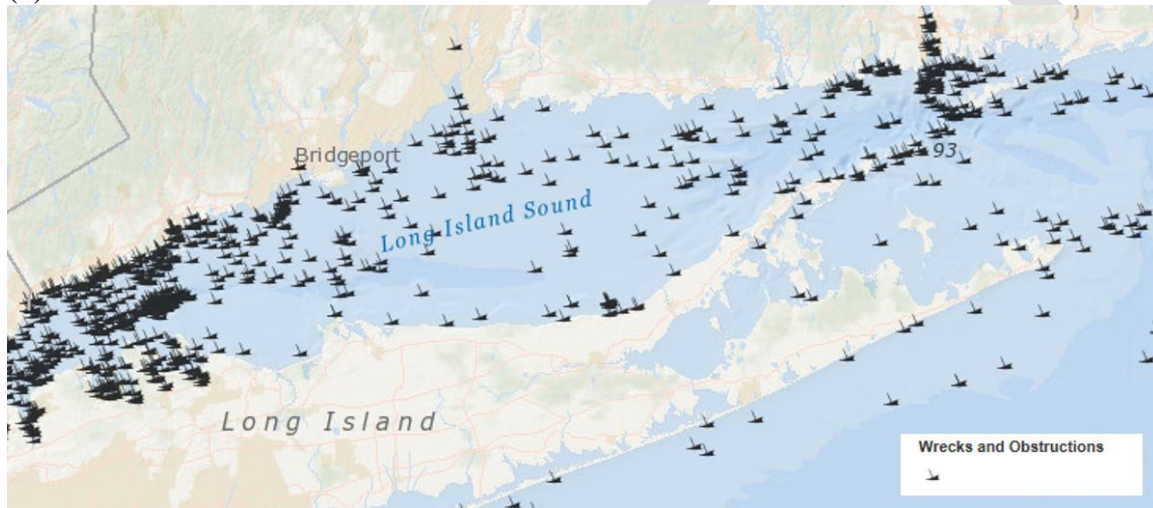 Bridgeport
93
Long Island Sound
Long Island
Wrecks and Obstructions